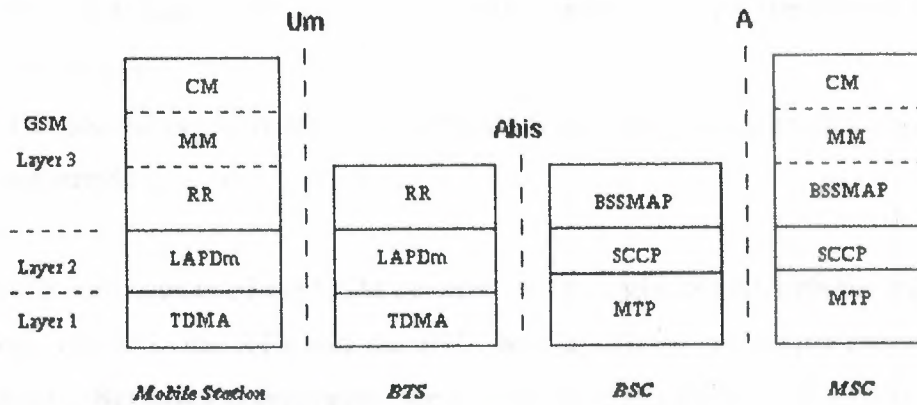 Um
A
CM
CM
GSM
Layer 3
MM
Abis
MM
RR
RR
BSSMAP
BSSMAP
Layer 2
LAPDm
LAPDm
SCCP
SCCP
Layer 1
TDMA
TDMA
MTP
MTP
Mobile Station
BTS
BSC
MSC